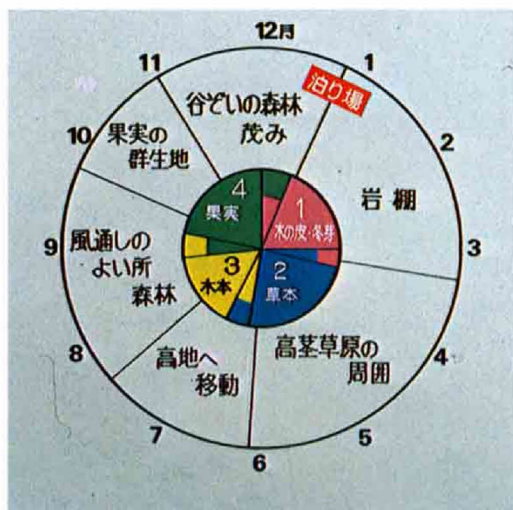 12月
1
2
3
4
5
6
7
8
9
10
11
泊り場
谷ぞいの森林
茂み
岩棚
高茎草原の
周囲
高地へ
移動
風通しの
よい所
森林
果実の
群生地
1
木の皮・冬芽
2
草本
3
木本
4
果実